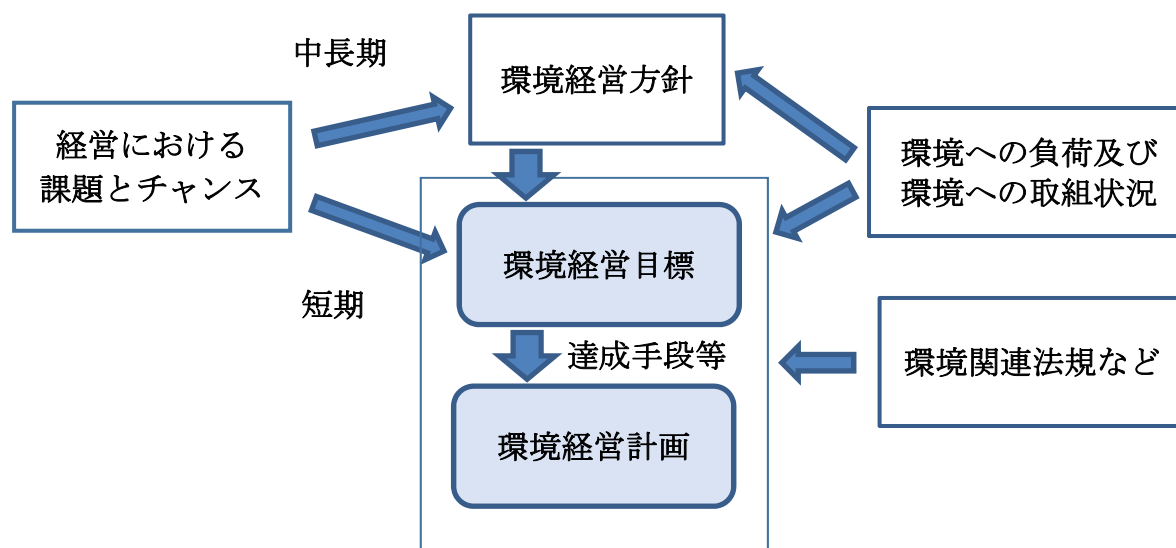 中長期
環境経営方針
経営における
課題とチャンス
環境への負荷及び
環境への取組状況
環境経営目標
短期
達成手段等
環境関連法規など
環境経営計画